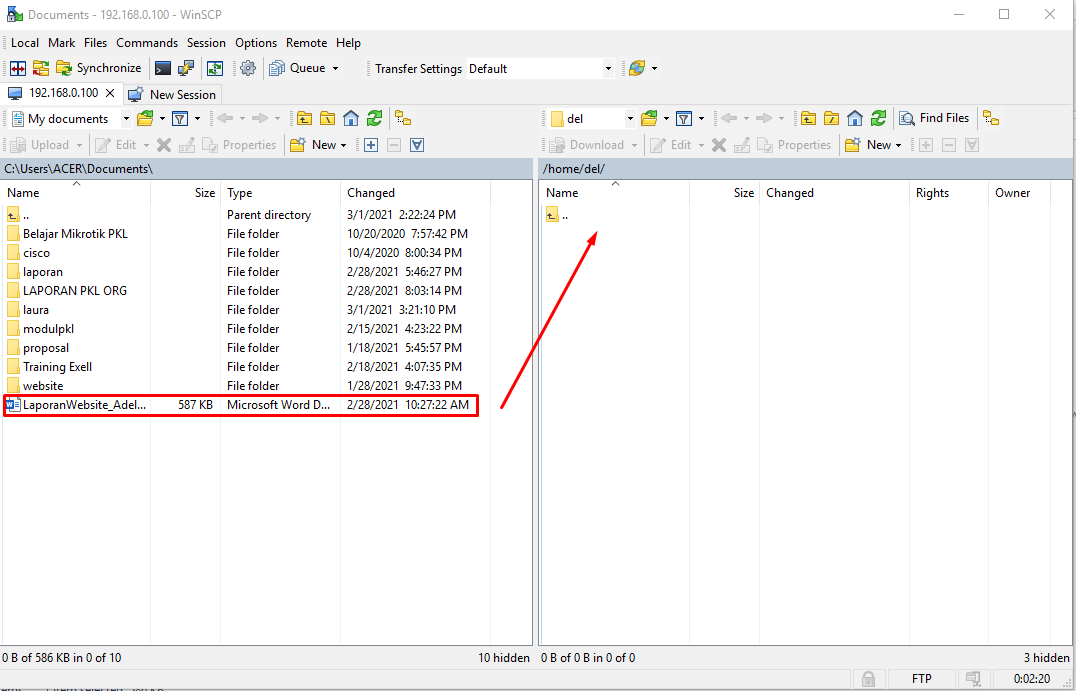 Documents - 192.168.0.100 - WinSCP
Local Mark Files Commands Session Options Remote Help
Synchronize Queue Transfer Settings Default
192.168.0.100 New Session
My documents del Find Files
Upload Edit Properties New Download Edit Properties New
C:\Users\ACER\Documents\ /home/del/
Name Size Type Changed Name Size Changed Rights Owner
.. Parent directory 3/1/2021 2:22:24 PM ..
Belajar Mikrotik PKL File folder 10/20/2020 7:57:42 PM
cisco File folder 10/4/2020 8:00:34 PM
laporan File folder 2/28/2021 5:46:27 PM
LAPORAN PKL ORG File folder 2/28/2021 8:03:14 PM
laura File folder 3/1/2021 3:21:10 PM
modulpkl File folder 2/15/2021 4:23:22 PM
proposal File folder 1/18/2021 5:45:57 PM
Training Exell File folder 2/18/2021 4:07:35 PM
website File folder 1/28/2021 9:47:33 PM
LaporanWebsite_Adel... 587 KB Microsoft Word D... 2/28/2021 10:27:22 AM
0 B of 586 KB in 0 of 10 10 hidden 0 B of 0 B in 0 of 0 3 hidden
FTP 0:02:20